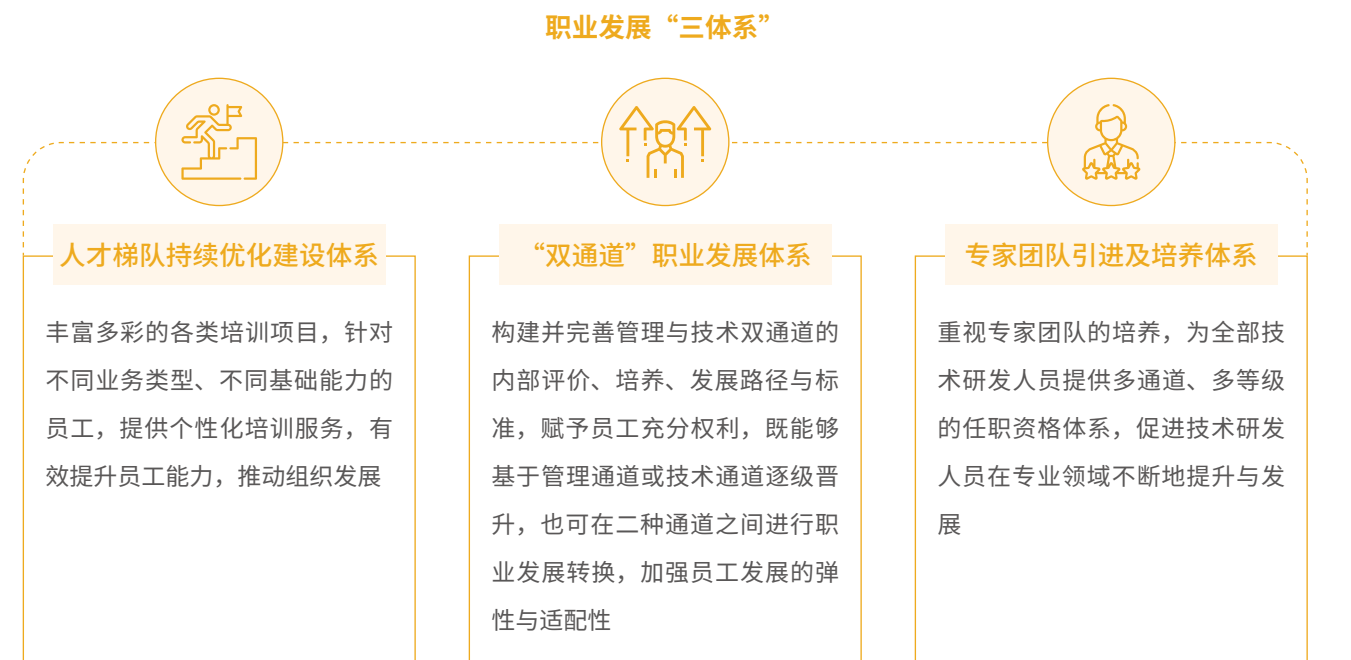 职业发展“三体系”
人才梯队持续优化建设体系
丰富多彩的各类培训项目，针对
不同业务类型、不同基础能力的
员工，提供个性化培训服务，有
效提升员工能力，推动组织发展
“双通道”职业发展体系
构建并完善管理与技术双通道的
内部评价、培养、发展路径与标
准，赋予员工充分权利，既能够
基于管理通道或技术通道逐级晋
升，也可在二种通道之间进行职
业发展转换，加强员工发展的弹
性与适配性
专家团队引进及培养体系
重视专家团队的培养，为全部技
术研发人员提供多通道、多等级
的任职资格体系，促进技术研发
人员在专业领域不断地提升与发
展